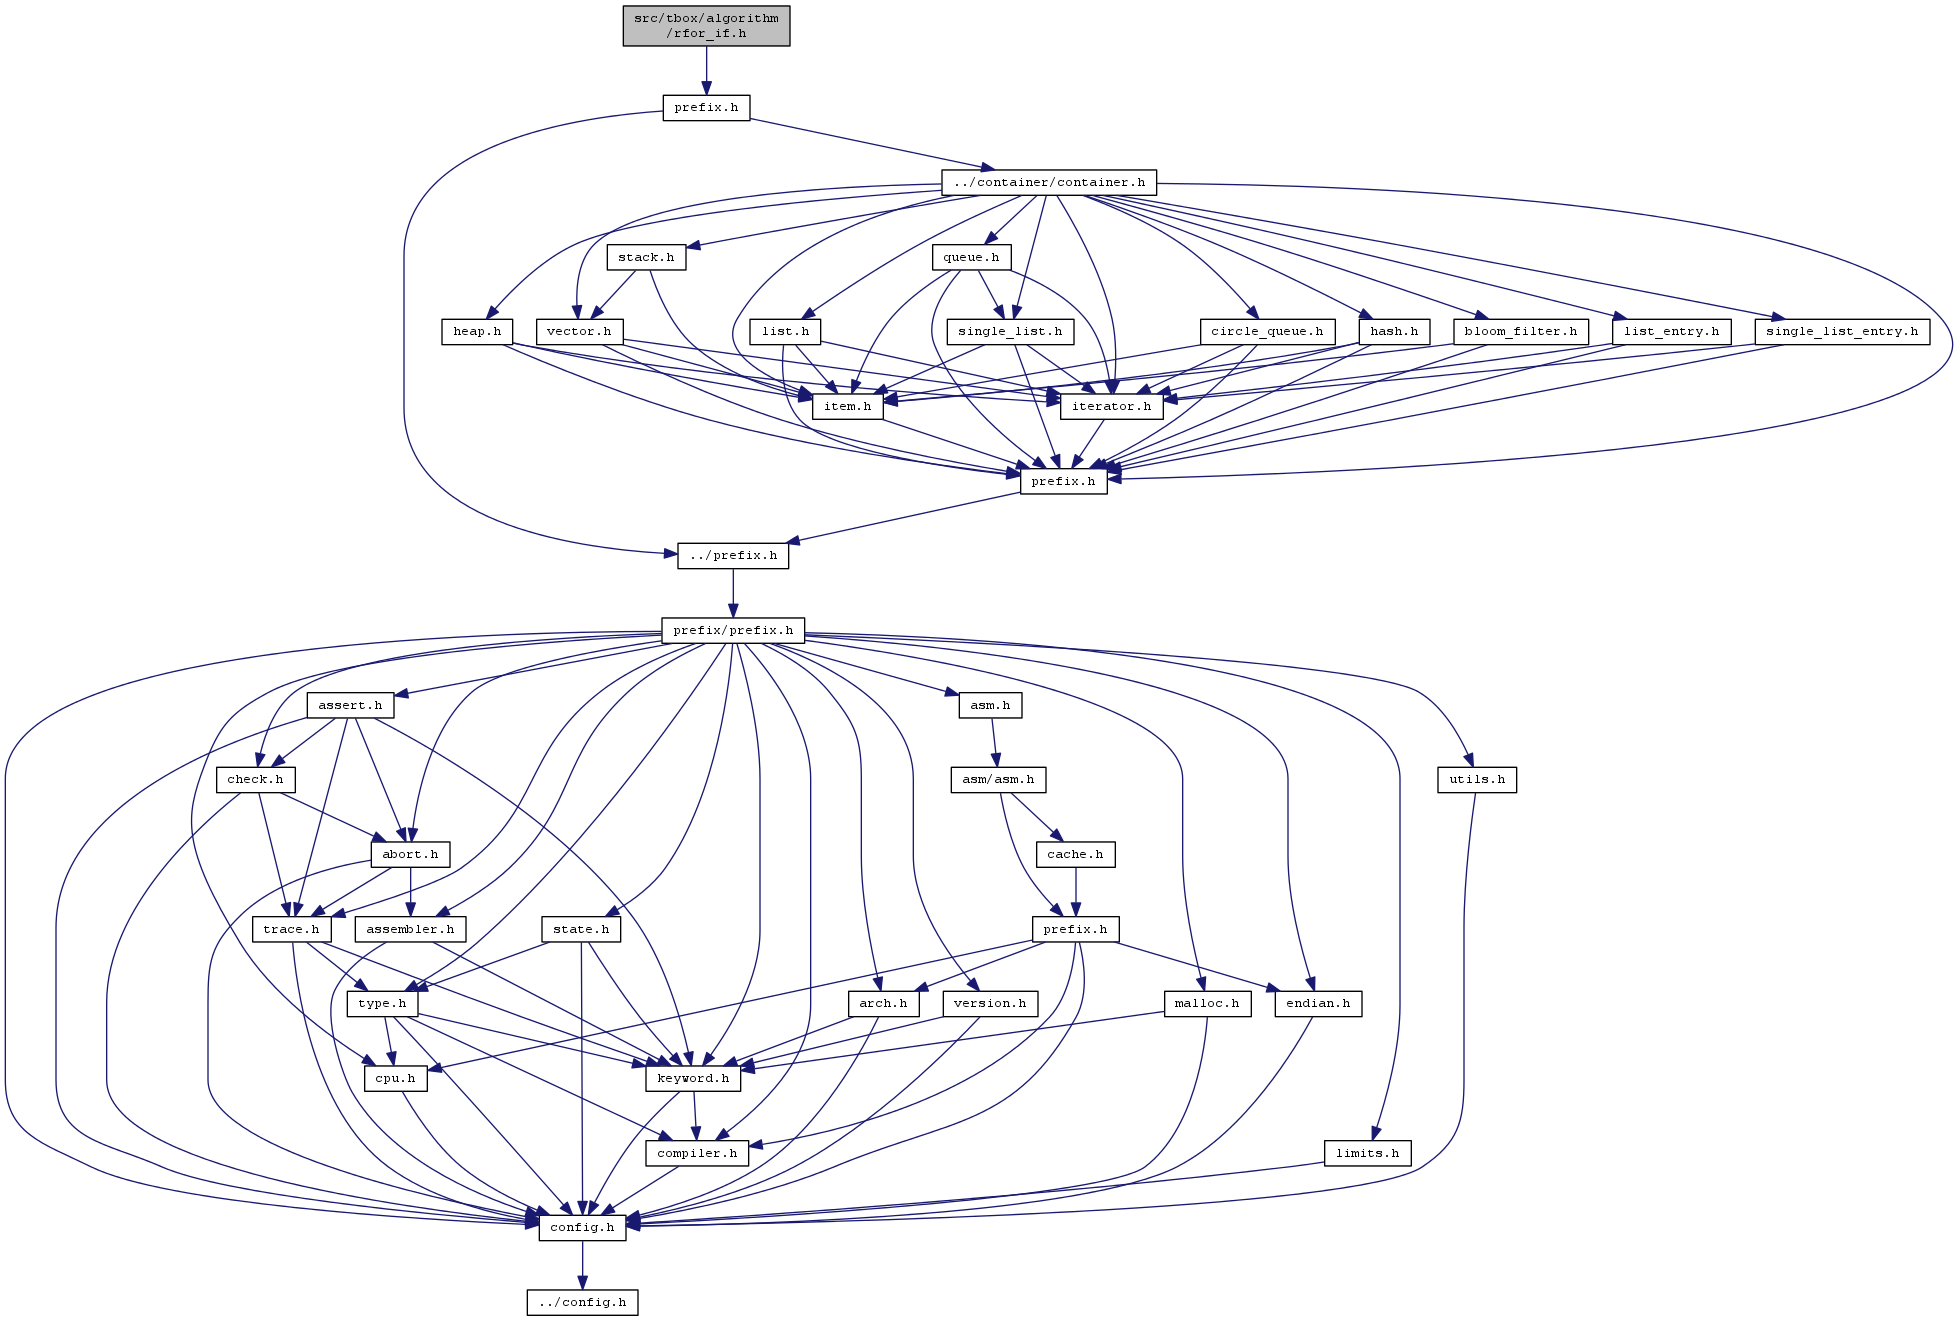 src/tbox/algorithm
/rfor_if.h
prefix.h
../container/container.h
stack.h
queue.h
heap.h
vector.h
list.h
single_list.h
circle_queue.h
hash.h
bloom_filter.h
list_entry.h
single_list_entry.h
item.h
iterator.h
prefix.h
../prefix.h
prefix/prefix.h
assert.h
asm.h
check.h
asm/asm.h
utils.h
abort.h
cache.h
trace.h
assembler.h
state.h
prefix.h
type.h
arch.h
version.h
malloc.h
endian.h
cpu.h
keyword.h
compiler.h
limits.h
config.h
../config.h